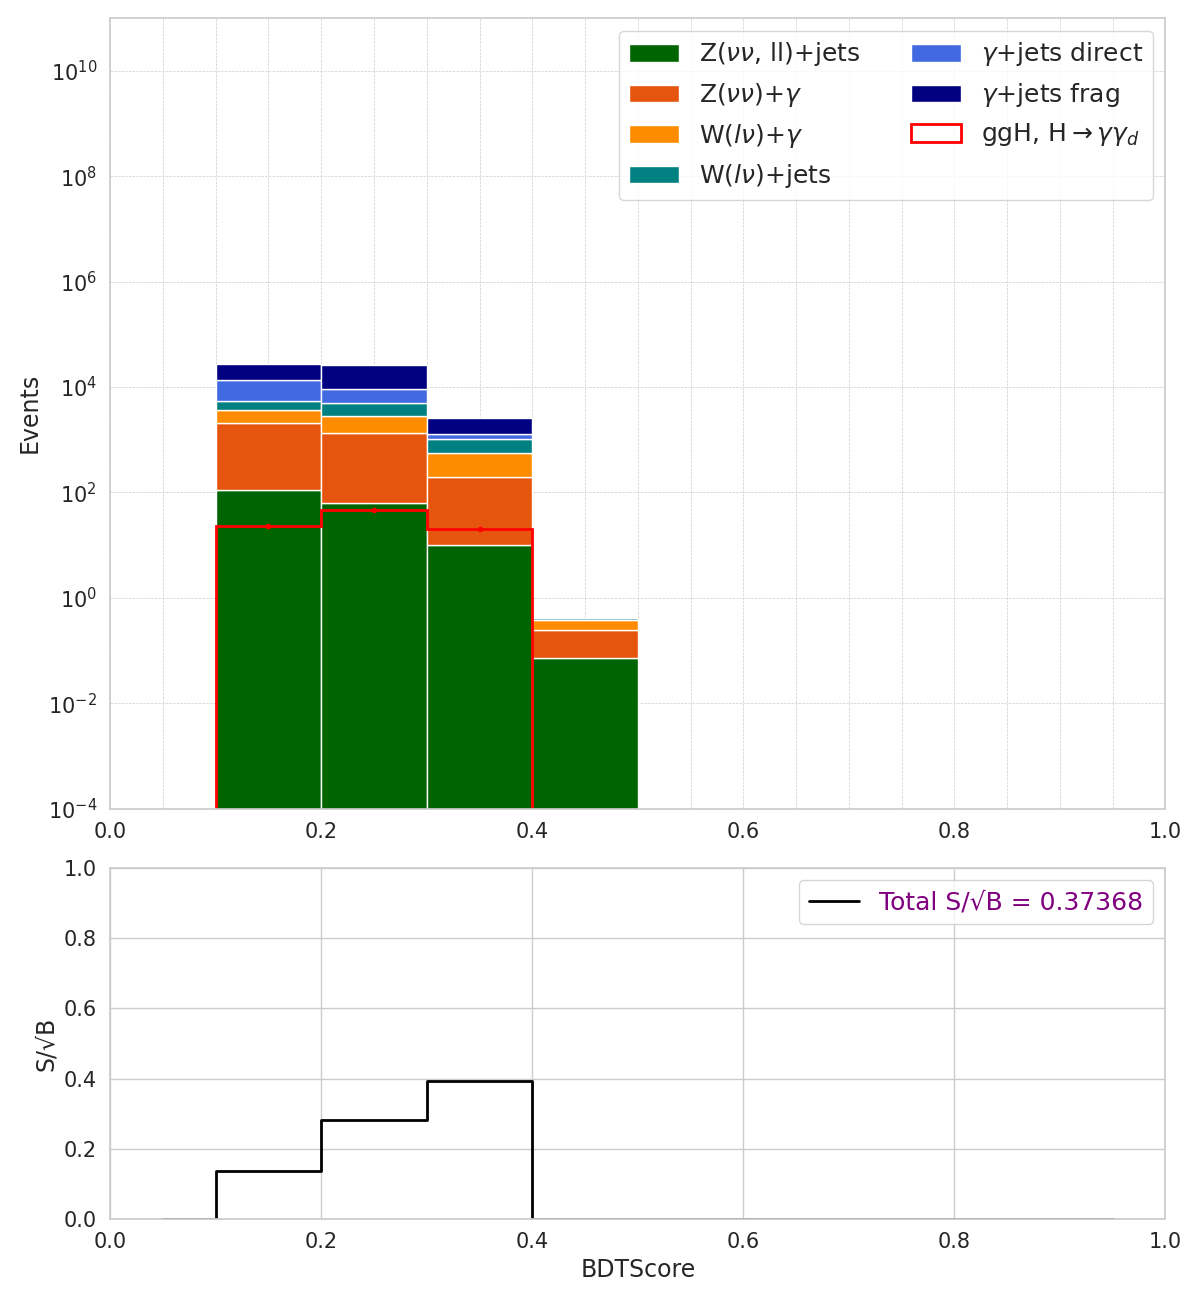 Z(νν, ll)+jets
Z(νν)+γ
W(lν)+γ
W(lν)+jets
γ+jets direct
γ+jets frag
ggH, H→γγ_d
Events
10^10
10^8
10^6
10^4
10^2
10^0
10^−2
10^−4
0.0 0.2 0.4 0.6 0.8 1.0
Total S/√B = 0.37368
S/√B
1.0
0.8
0.6
0.4
0.2
0.0
0.0 0.2 0.4 0.6 0.8 1.0
BDTScore